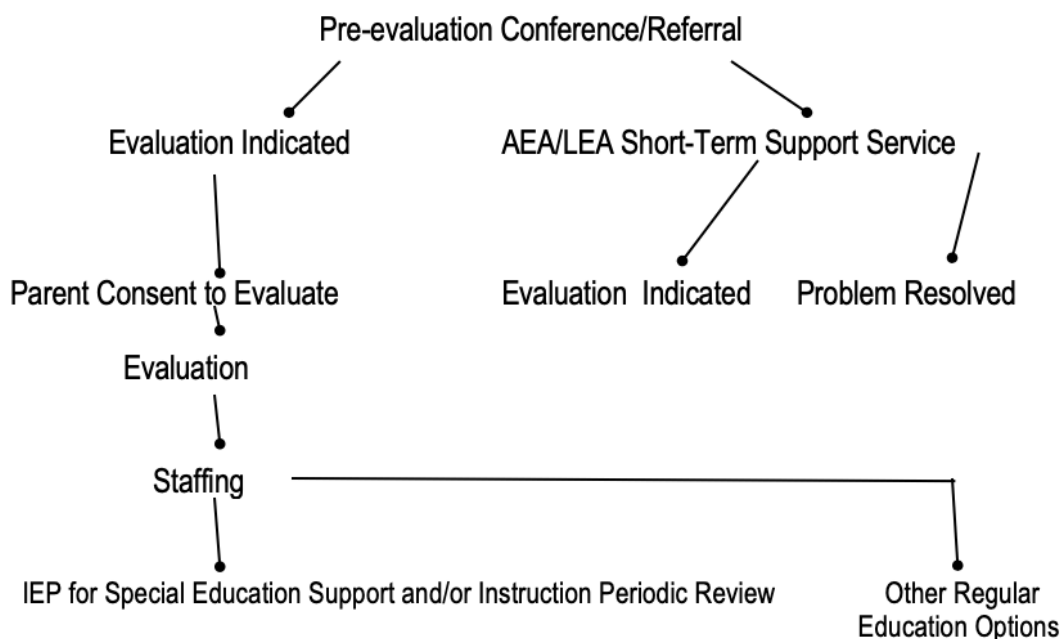 Pre-evaluation Conference/Referral
Evaluation Indicated
AEA/LEA Short-Term Support Service
Parent Consent to Evaluate
Evaluation Indicated
Problem Resolved
Evaluation
Staffing
IEP for Special Education Support and/or Instruction Periodic Review
Other Regular
Education Options